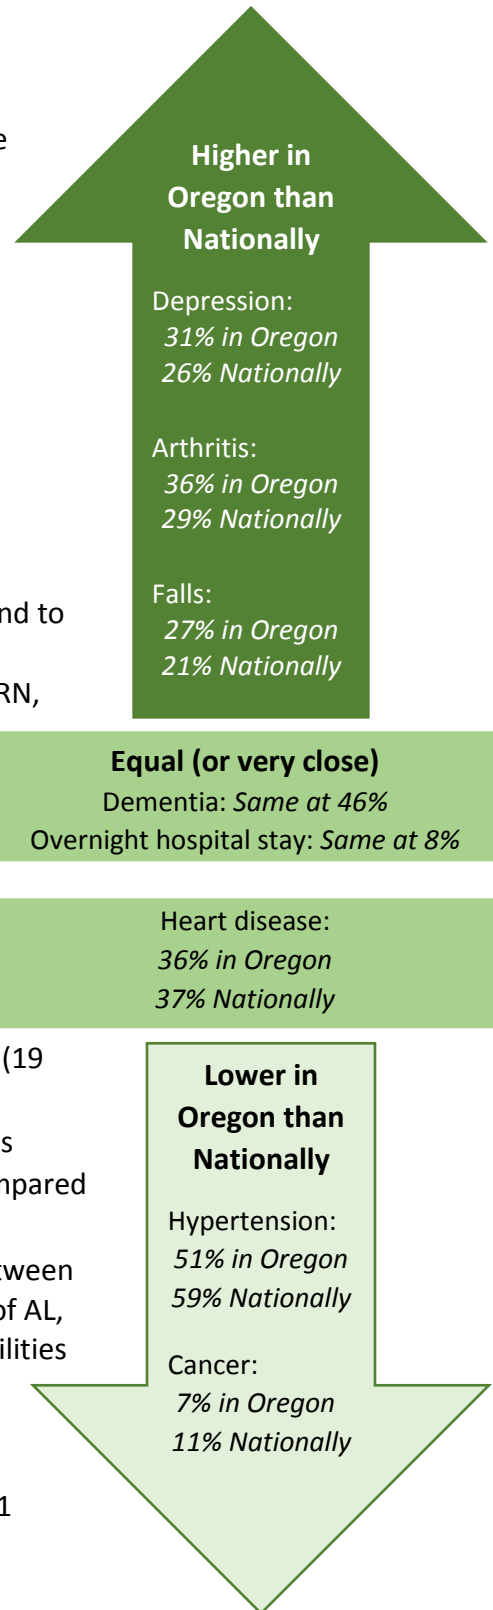 e
Higher in
Oregon than
Nationally
Depression:
31% in Oregon
26% Nationally
Arthritis:
36% in Oregon
29% Nationally
Falls:
27% in Oregon
21% Nationally
nd to
RN,
Equal (or very close)
Dementia: Same at 46%
Overnight hospital stay: Same at 8%
Heart disease:
36% in Oregon
37% Nationally
(19
s
mpared
tween
of AL,
ilities
1
Lower in
Oregon than
Nationally
Hypertension:
51% in Oregon
59% Nationally
Cancer:
7% in Oregon
11% Nationally